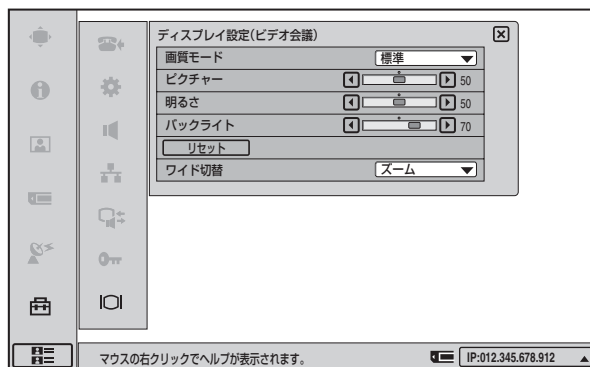 ディスプレイ設定(ビデオ会議)
画質モード 標準
ピクチャー 50
明るさ 50
バックライト 70
リセット
ワイド切替 ズーム
マウスの右クリックでヘルプが表示されます。 IP:012.345.678.912